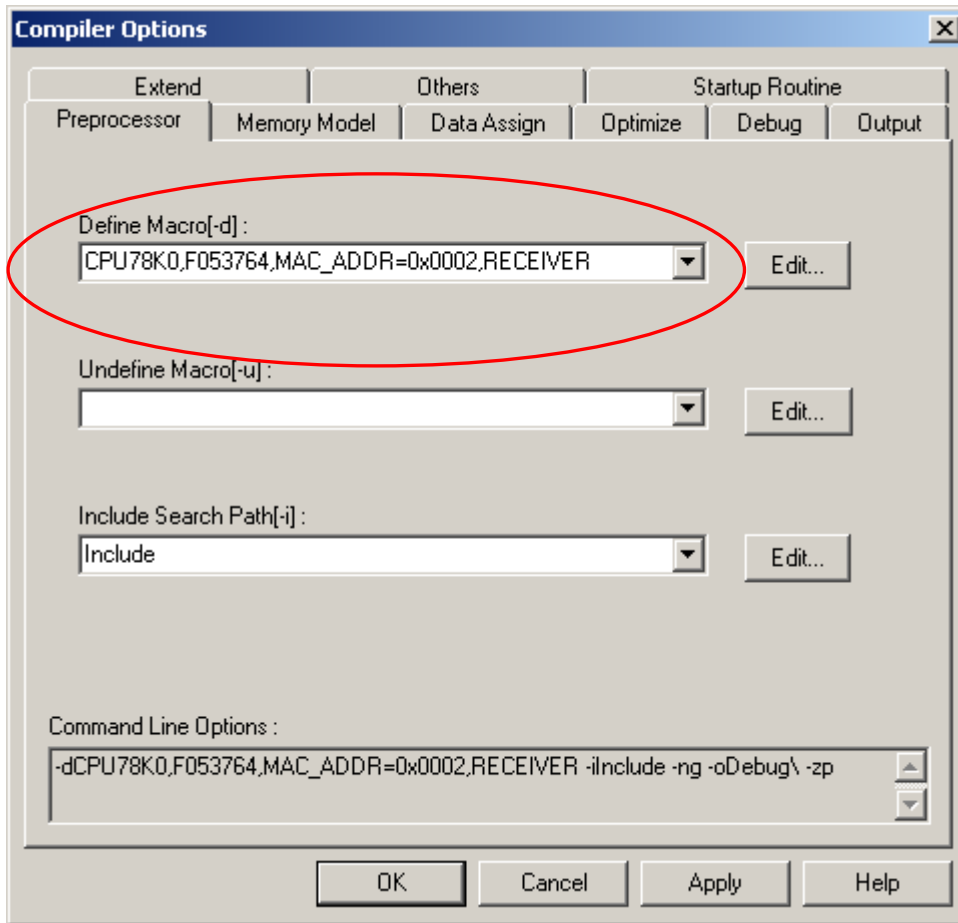 Compiler Options
Extend Others Startup Routine
Preprocessor Memory Model Data Assign Optimize Debug Output
Define Macro[-d] :
CPU78K0,F053764,MAC_ADDR=0x0002,RECEIVER Edit...
Undefine Macro[-u] :
Edit...
Include Search Path[-i] :
Include Edit...
Command Line Options :
-dCPU78K0,F053764,MAC_ADDR=0x0002,RECEIVER -iInclude -ng -oDebug\ -zp
OK Cancel Apply Help